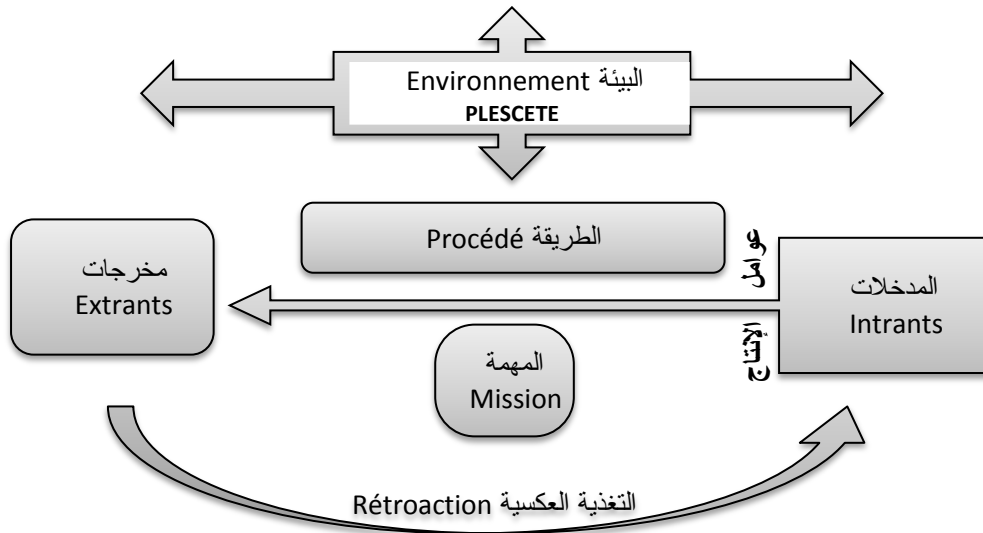 البيئة Environnement
PLESCETE
الطريقة Procédé
عوامل
الإنتاج
المدخلات
Intrants
مخرجات
Extrants
المهمة
Mission
التغذية العكسية Rétroaction